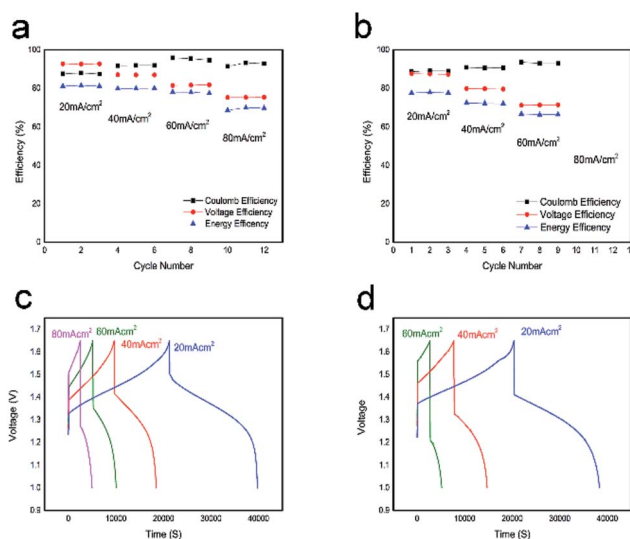 a
100
80
60
40
20
0
Efficiency (%)
20mA/cm²
40mA/cm²
60mA/cm²
80mA/cm²
Coulomb Efficiency
Voltage Efficiency
Energy Efficency
0 1 2 3 4 5 6 7 8 9 10 11 12 13
Cycle Number
b
100
80
60
40
20
0
Efficiency (%)
20mA/cm²
40mA/cm²
60mA/cm²
80mA/cm²
Coulomb Efficiency
Voltage Efficiency
Energy Efficency
0 1 2 3 4 5 6 7 8 9 10 11 12 13
Cycle Number
c
1.7
1.6
1.5
1.4
1.3
1.2
1.1
1.0
0.9
Voltage (V)
80mAcm²
60mAcm²
40mAcm²
20mAcm²
0 10000 20000 30000 40000
Time (S)
d
1.7
1.6
1.5
1.4
1.3
1.2
1.1
1.0
0.9
Voltage
60mAcm²
40mAcm²
20mAcm²
0 10000 20000 30000 40000
Time (S)